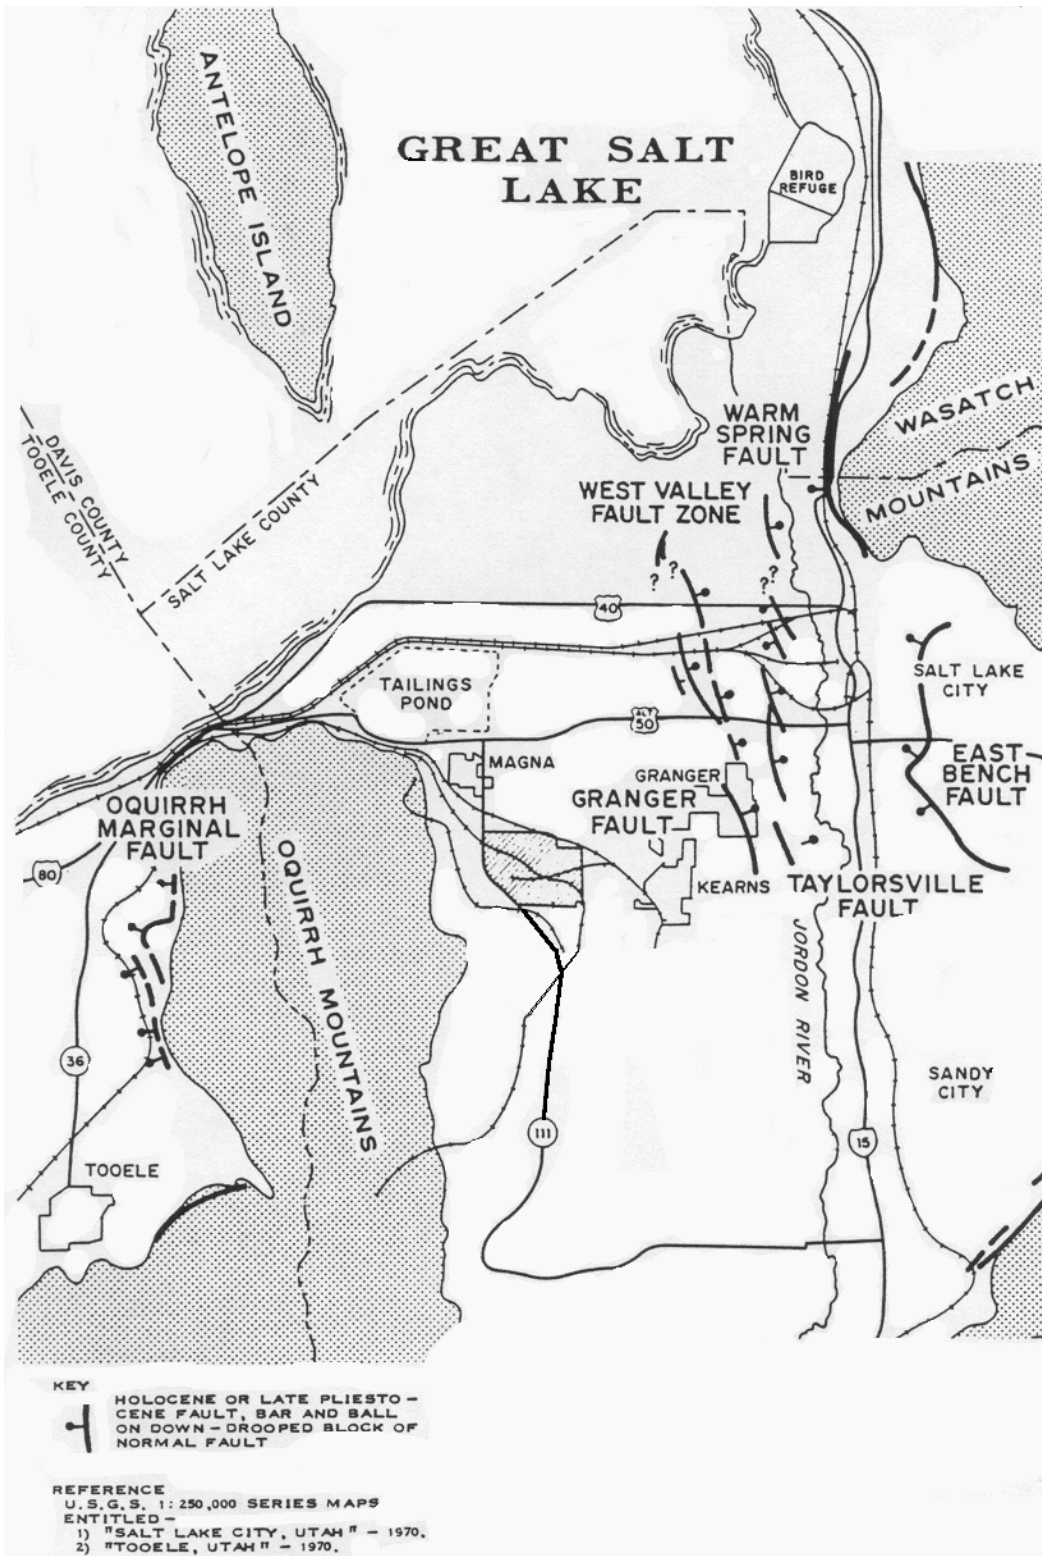 ANTELOPE ISLAND
GREAT SALT
LAKE
BIRD
REFUGE
WASATCH
MOUNTAINS
WARM
SPRING
FAULT
WEST VALLEY
FAULT ZONE
DAVIS COUNTY
TOOELE COUNTY
SALT LAKE COUNTY
?
?
?
?
40
SALT LAKE
CITY
TAILINGS
POND
ALT
50
MAGNA
GRANGER
EAST
BENCH
FAULT
GRANGER
FAULT
OQUIRRH
MARGINAL
FAULT
80
KEARNS
TAYLORSVILLE
FAULT
OQUIRRH MOUNTAINS
JORDON RIVER
36
SANDY
CITY
111
15
TOOELE
KEY
HOLOCENE OR LATE PLIESTO-
CENE FAULT, BAR AND BALL
ON DOWN-DROOPED BLOCK OF
NORMAL FAULT
REFERENCE
U.S.G.S. 1:250,000 SERIES MAPS
ENTITLED-
1) "SALT LAKE CITY, UTAH" - 1970.
2) "TOOELE, UTAH" - 1970.